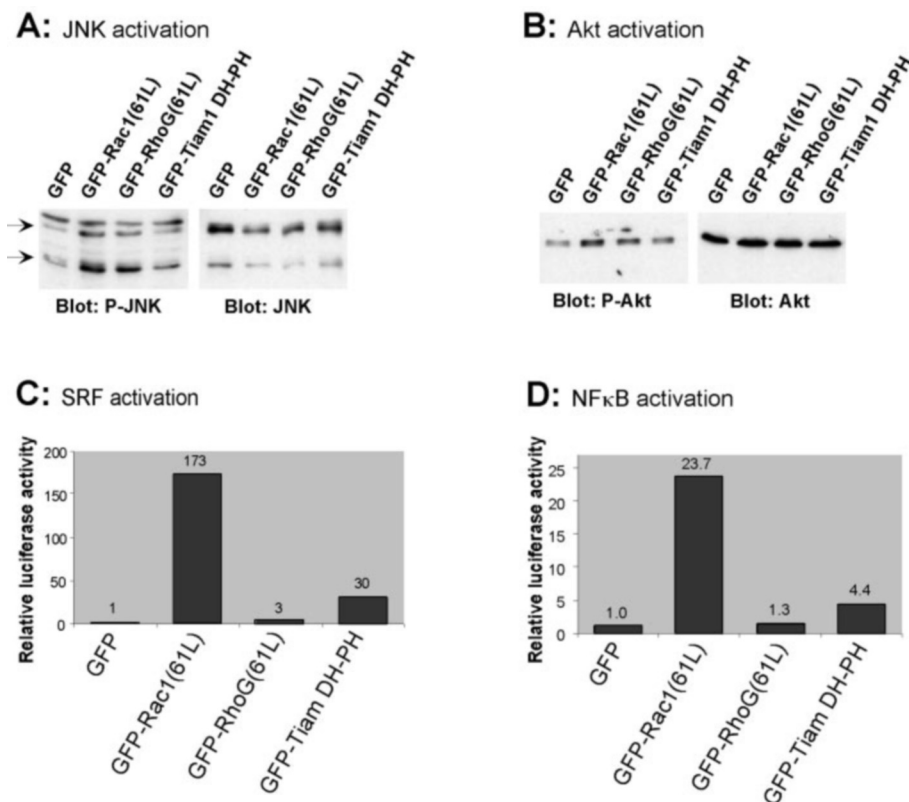 A: JNK activation
GFP
GFP-Rac1(61L)
GFP-RhoG(61L)
GFP-Tiam1 DH-PH
GFP
GFP-Rac1(61L)
GFP-RhoG(61L)
GFP-Tiam1 DH-PH
Blot: P-JNK
Blot: JNK
B: Akt activation
GFP
GFP-Rac1(61L)
GFP-RhoG(61L)
GFP-Tiam1 DH-PH
GFP
GFP-Rac1(61L)
GFP-RhoG(61L)
GFP-Tiam1 DH-PH
Blot: P-Akt
Blot: Akt
C: SRF activation
Relative luciferase activity
200
150
100
50
0
1
173
3
30
GFP
GFP-Rac1(61L)
GFP-RhoG(61L)
GFP-Tiam DH-PH
D: NFκB activation
Relative luciferase activity
25
20
15
10
5
0
1.0
23.7
1.3
4.4
GFP
GFP-Rac1(61L)
GFP-RhoG(61L)
GFP-Tiam DH-PH